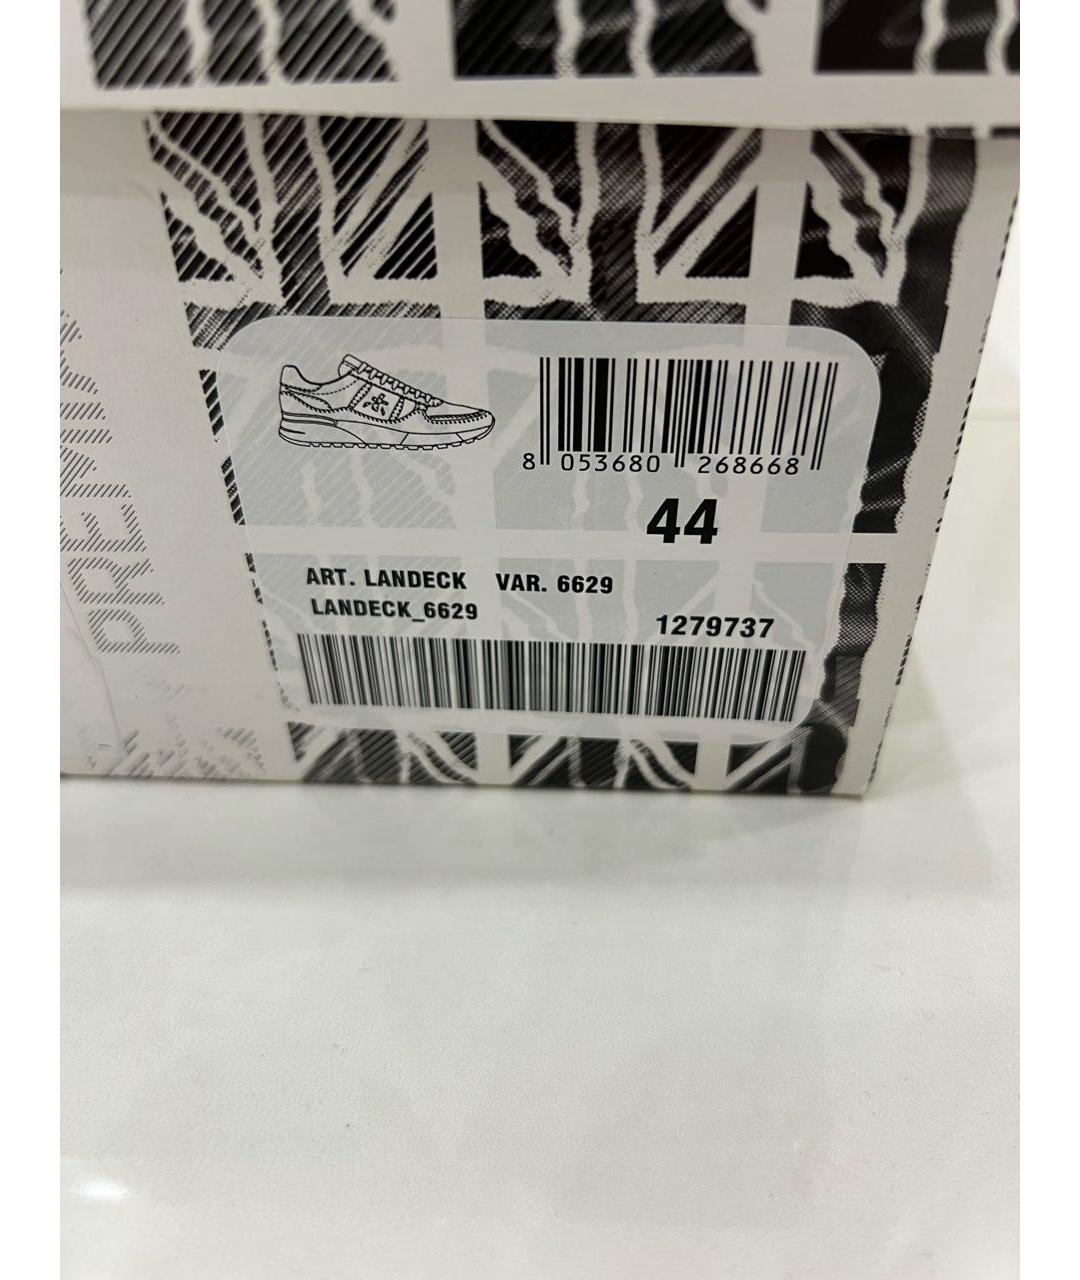 8 053680 268668
44
ART. LANDECK VAR. 6629
LANDECK_6629
1279737